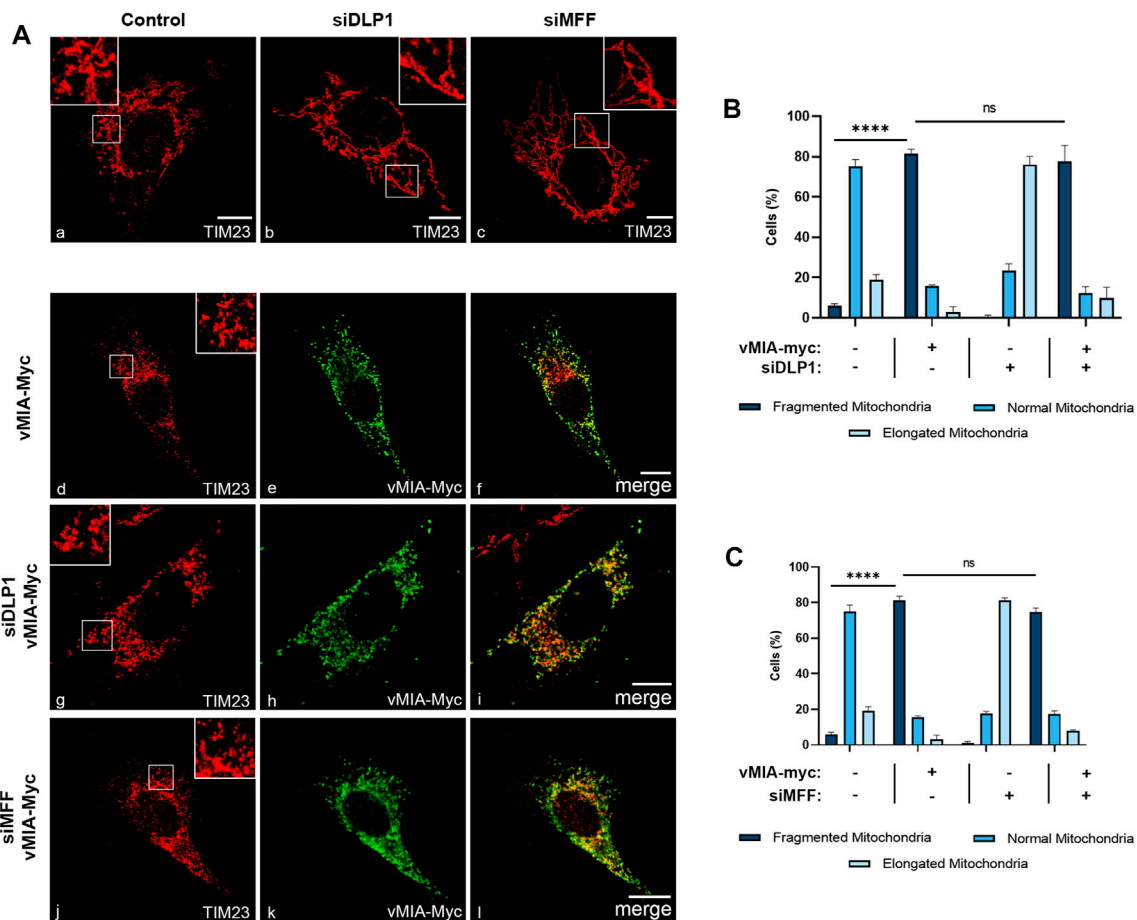 A
Control
siDLP1
siMFF
a
TIM23
b
TIM23
c
TIM23
vMIA-Myc
d
TIM23
e
vMIA-Myc
f
merge
siDLP1
vMIA-Myc
g
TIM23
h
vMIA-Myc
i
merge
siMFF
vMIA-Myc
j
TIM23
k
vMIA-Myc
l
merge
B
ns
****
100
80
60
40
20
0
Cells (%)
vMIA-myc: - + - +
siDLP1: - - + +
Fragmented Mitochondria
Normal Mitochondria
Elongated Mitochondria
C
ns
****
100
80
60
40
20
0
Cells (%)
vMIA-myc: - + - +
siMFF: - - + +
Fragmented Mitochondria
Normal Mitochondria
Elongated Mitochondria